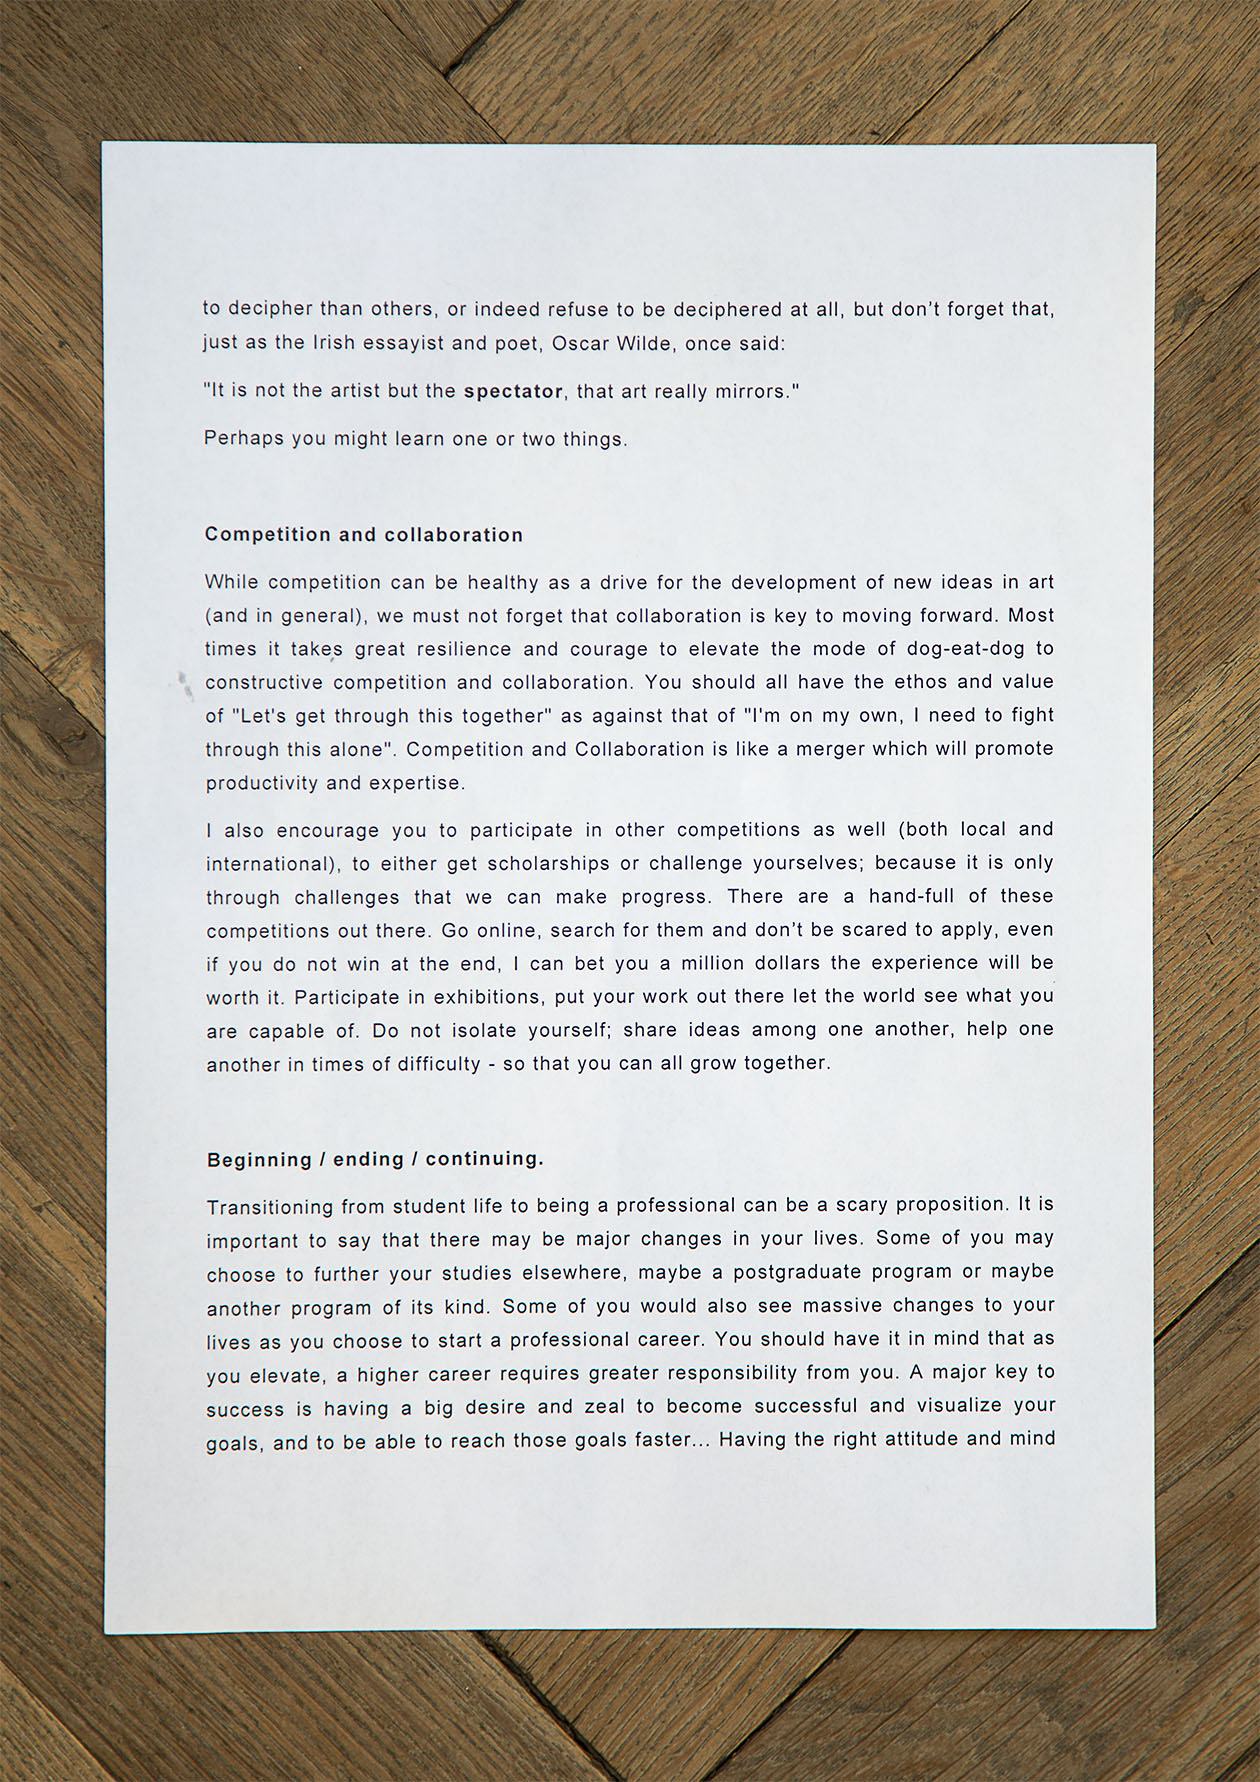 to decipher than others, or indeed refuse to be deciphered at all, but don’t forget that,
just as the Irish essayist and poet, Oscar Wilde, once said:
"It is not the artist but the spectator, that art really mirrors."
Perhaps you might learn one or two things.
Competition and collaboration
While competition can be healthy as a drive for the development of new ideas in art
(and in general), we must not forget that collaboration is key to moving forward. Most
times it takes great resilience and courage to elevate the mode of dog-eat-dog to
constructive competition and collaboration. You should all have the ethos and value
of "Let's get through this together" as against that of "I'm on my own, I need to fight
through this alone". Competition and Collaboration is like a merger which will promote
productivity and expertise.
I also encourage you to participate in other competitions as well (both local and
international), to either get scholarships or challenge yourselves; because it is only
through challenges that we can make progress. There are a hand-full of these
competitions out there. Go online, search for them and don’t be scared to apply, even
if you do not win at the end, I can bet you a million dollars the experience will be
worth it. Participate in exhibitions, put your work out there let the world see what you
are capable of. Do not isolate yourself; share ideas among one another, help one
another in times of difficulty - so that you can all grow together.
Beginning / ending / continuing.
Transitioning from student life to being a professional can be a scary proposition. It is
important to say that there may be major changes in your lives. Some of you may
choose to further your studies elsewhere, maybe a postgraduate program or maybe
another program of its kind. Some of you would also see massive changes to your
lives as you choose to start a professional career. You should have it in mind that as
you elevate, a higher career requires greater responsibility from you. A major key to
success is having a big desire and zeal to become successful and visualize your
goals, and to be able to reach those goals faster... Having the right attitude and mind